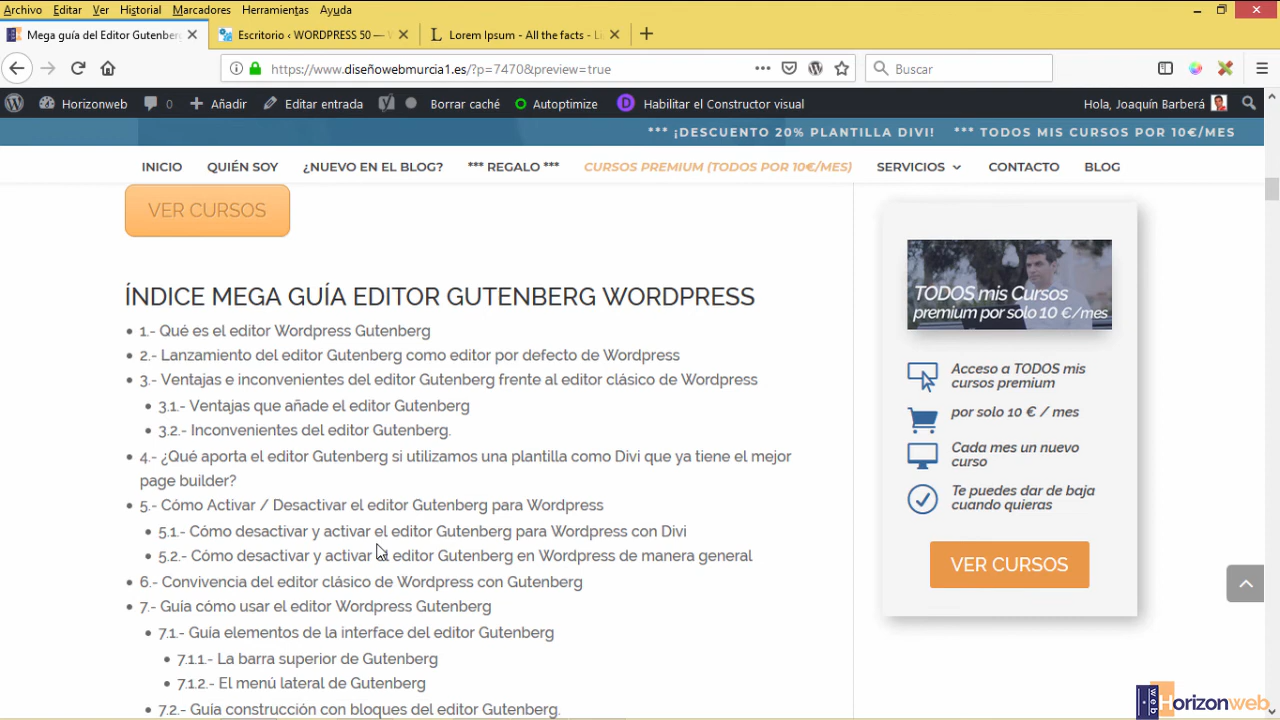 Archivo Editar Ver Historial Marcadores Herramientas Ayuda
Mega guía del Editor Gutenberg
Escritorio ‹ WORDPRESS 50 —
Lorem Ipsum - All the facts - Li
https://www.diseñowebmurcia1.es/?p=7470&preview=true
Buscar
Horizonweb 0 Añadir Editar entrada Borrar caché Autoptimize D Habilitar el Constructor visual Hola, Joaquín Barberá
*** ¡DESCUENTO 20% PLANTILLA DIVI! *** TODOS MIS CURSOS POR 10€/MES
INICIO QUIÉN SOY ¿NUEVO EN EL BLOG? *** REGALO *** CURSOS PREMIUM (TODOS POR 10€/MES) SERVICIOS CONTACTO BLOG
VER CURSOS
ÍNDICE MEGA GUÍA EDITOR GUTENBERG WORDPRESS
1.- Qué es el editor Wordpress Gutenberg
2.- Lanzamiento del editor Gutenberg como editor por defecto de Wordpress
3.- Ventajas e inconvenientes del editor Gutenberg frente al editor clásico de Wordpress
3.1.- Ventajas que añade el editor Gutenberg
3.2.- Inconvenientes del editor Gutenberg.
4.- ¿Qué aporta el editor Gutenberg si utilizamos una plantilla como Divi que ya tiene el mejor
page builder?
5.- Cómo Activar / Desactivar el editor Gutenberg para Wordpress
5.1.- Cómo desactivar y activar el editor Gutenberg para Wordpress con Divi
5.2.- Cómo desactivar y activar el editor Gutenberg en Wordpress de manera general
6.- Convivencia del editor clásico de Wordpress con Gutenberg
7.- Guía cómo usar el editor Wordpress Gutenberg
7.1.- Guía elementos de la interface del editor Gutenberg
7.1.1.- La barra superior de Gutenberg
7.1.2.- El menú lateral de Gutenberg
7.2.- Guía construcción con bloques del editor Gutenberg.
TODOS mis Cursos
premium por solo 10 €/mes
Acceso a TODOS mis
cursos premium
por solo 10 € / mes
Cada mes un nuevo
curso
Te puedes dar de baja
cuando quieras
VER CURSOS
web Horizonweb